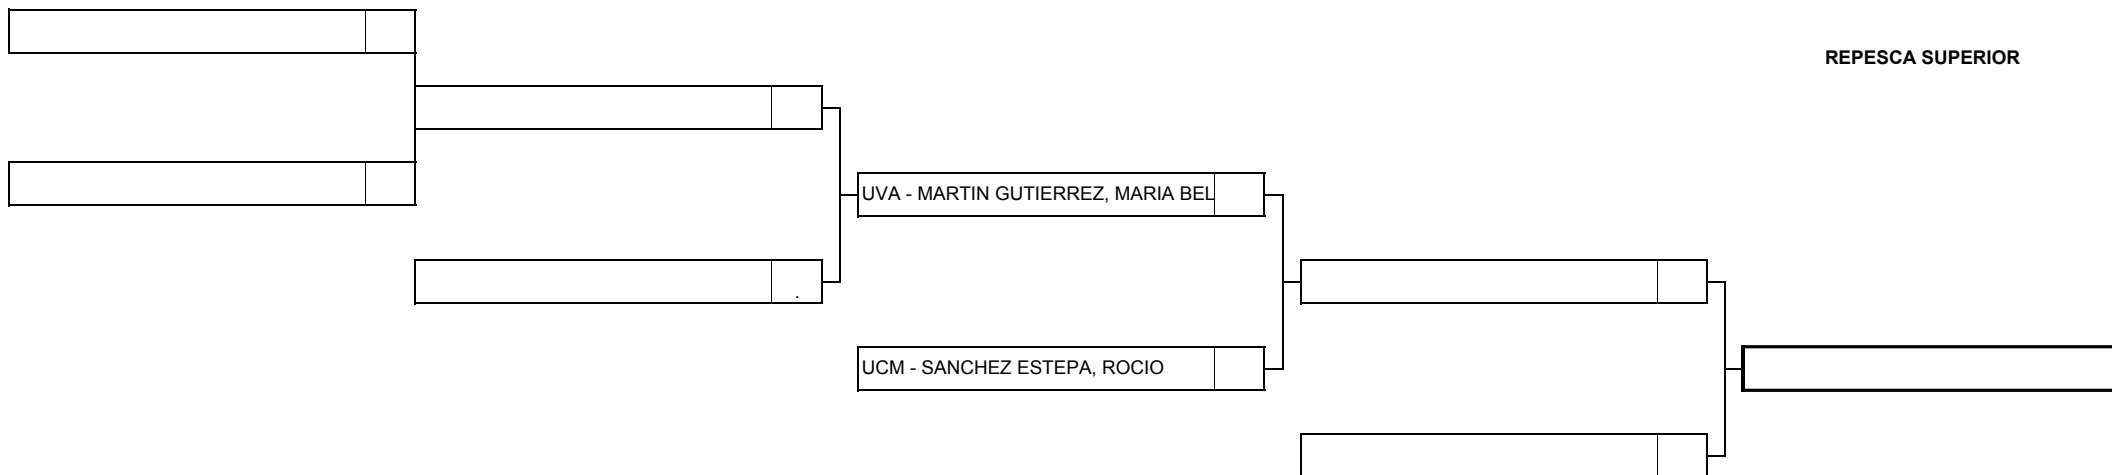 REPESCA SUPERIOR
UVA - MARTIN GUTIERREZ, MARIA BEL
.
UCM - SANCHEZ ESTEPA, ROCIO